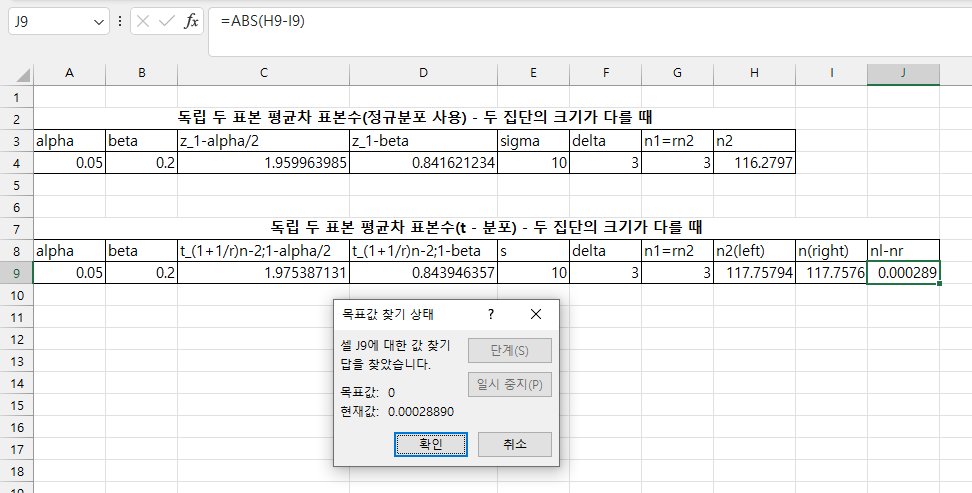 J9 fx =ABS(H9-I9)
A B C D E F G H I J
1
2 독립 두 표본 평균차 표본수(정규분포 사용) - 두 집단의 크기가 다를 때
3 alpha beta z_1-alpha/2 z_1-beta sigma delta n1=rn2 n2
4 0.05 0.2 1.959963985 0.841621234 10 3 3 116.2797
5
6
7 독립 두 표본 평균차 표본수(t - 분포) - 두 집단의 크기가 다를 때
8 alpha beta t_(1+1/r)n-2;1-alpha/2 t_(1+1/r)n-2;1-beta s delta n1=rn2 n2(left) n(right) nl-nr
9 0.05 0.2 1.975387131 0.843946357 10 3 3 117.75794 117.7576 0.000289
10
11 목표값 찾기 상태 ?
12 셀 J9에 대한 값 찾기 단계(S)
13 답을 찾았습니다.
14 일시 중지(P)
목표값: 0
15 현재값: 0.00028890
16
17 확인 취소
18